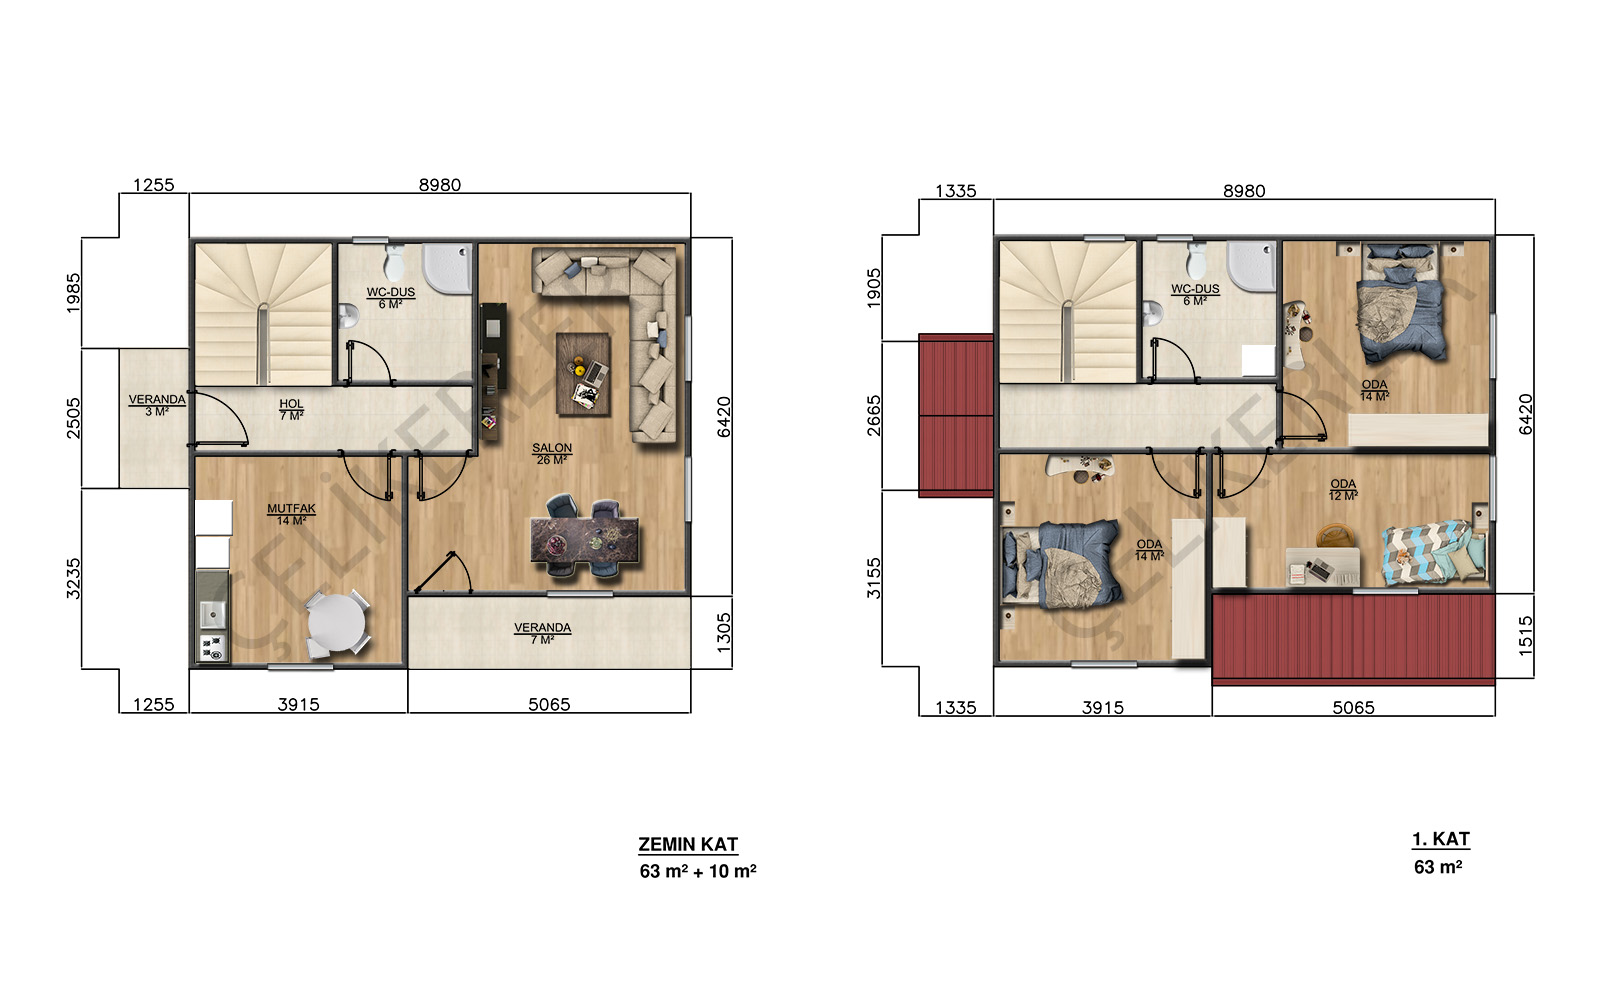 1255
8980
1985
2505
3235
6420
1305
WC-DUS
6 M²
VERANDA
3 M²
HOL
7 M²
SALON
26 M²
MUTFAK
14 M²
VERANDA
7 M²
1255
3915
5065
ZEMIN KAT
63 m² + 10 m²
ÇELİKERLER
1335
8980
1905
2665
3155
6420
1515
WC-DUS
6 M²
ODA
14 M²
ODA
12 M²
ODA
14 M²
1335
3915
5065
1. KAT
63 m²